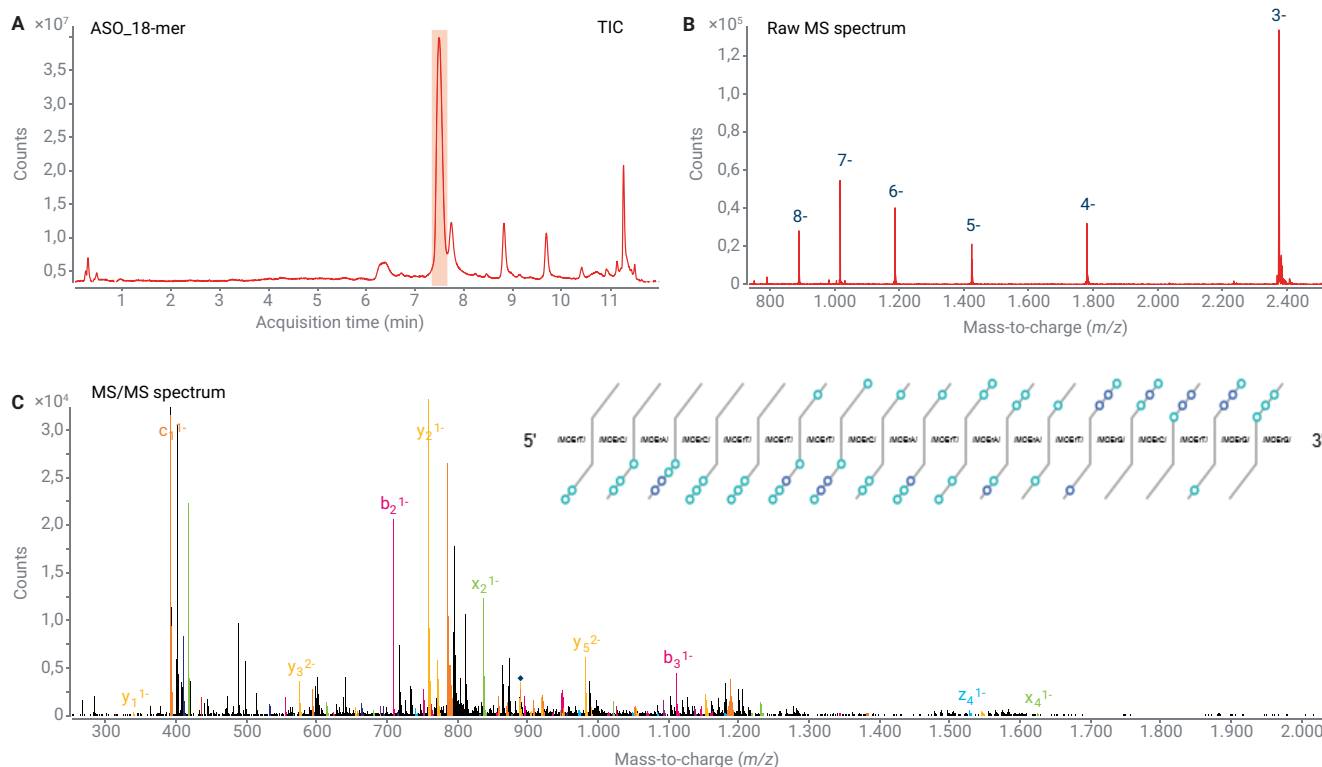 A
×10⁷
ASO_18-mer
TIC
3,5
3,0
2,5
2,0
1,5
1,0
0,5
Counts
1 2 3 4 5 6 7 8 9 10 11
Acquisition time (min)
B
×10⁵
Raw MS spectrum
1,2
1,0
0,8
0,6
0,4
0,2
0
Counts
8-
7-
6-
5-
4-
3-
800 1.000 1.200 1.400 1.600 1.800 2.000 2.200 2.400
Mass-to-charge (m/z)
C
×10⁴
MS/MS spectrum
3,0
2,5
2,0
1,5
1,0
0,5
0
Counts
y₁¹⁻
c₁¹⁻
y₃²⁻
b₂¹⁻
y₂¹⁻
x₂¹⁻
y₅²⁻
b₃¹⁻
z₄¹⁻
x₄¹⁻
5'
3'
300 400 500 600 700 800 900 1.000 1.100 1.200 1.300 1.400 1.500 1.600 1.700 1.800 1.900 2.000
Mass-to-charge (m/z)